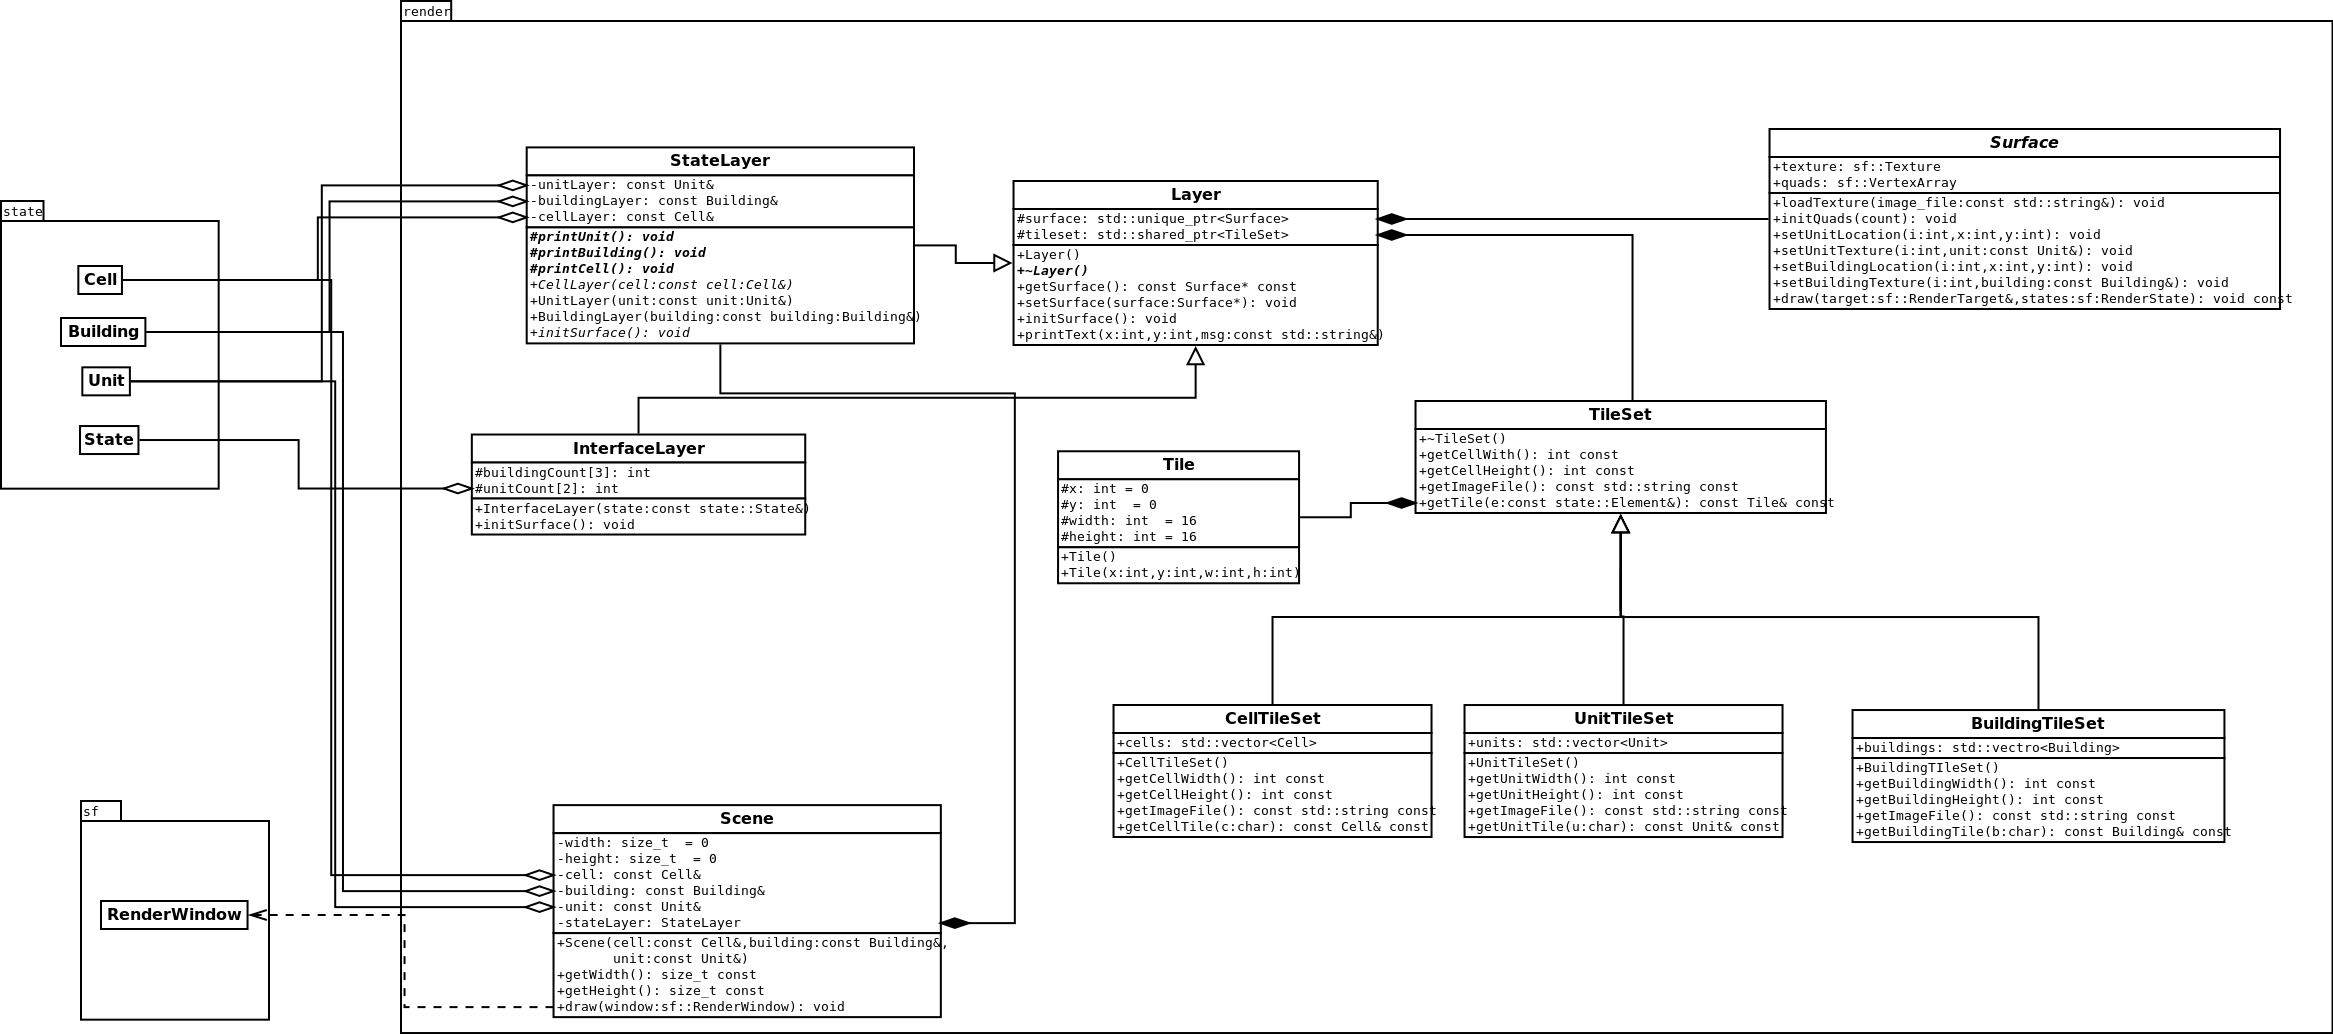 render
state
Cell
Building
Unit
State
StateLayer
-unitLayer: const Unit&
-buildingLayer: const Building&
-cellLayer: const Cell&
#printUnit(): void
#printBuilding(): void
#printCell(): void
+CellLayer(cell:const cell:Cell&)
+UnitLayer(unit:const unit:Unit&)
+BuildingLayer(building:const building:Building&)
+initSurface(): void
Layer
#surface: std::unique_ptr<Surface>
#tileset: std::shared_ptr<TileSet>
+Layer()
+~Layer()
+getSurface(): const Surface* const
+setSurface(surface:Surface*): void
+initSurface(): void
+printText(x:int,y:int,msg:const std::string&)
Surface
+texture: sf::Texture
+quads: sf::VertexArray
+loadTexture(image_file:const std::string&): void
+initQuads(count): void
+setUnitLocation(i:int,x:int,y:int): void
+setUnitTexture(i:int,unit:const Unit&): void
+setBuildingLocation(i:int,x:int,y:int): void
+setBuildingTexture(i:int,building:const Building&): void
+draw(target:sf::RenderTarget&,states:sf:RenderState): void const
InterfaceLayer
#buildingCount[3]: int
#unitCount[2]: int
+InterfaceLayer(state:const state::State&)
+initSurface(): void
Tile
#x: int = 0
#y: int  = 0
#width: int  = 16
#height: int = 16
+Tile()
+Tile(x:int,y:int,w:int,h:int)
TileSet
+~TileSet()
+getCellWith(): int const
+getCellHeight(): int const
+getImageFile(): const std::string const
+getTile(e:const state::Element&): const Tile& const
CellTileSet
+cells: std::vector<Cell>
+CellTileSet()
+getCellWidth(): int const
+getCellHeight(): int const
+getImageFile(): const std::string const
+getCellTile(c:char): const Cell& const
UnitTileSet
+units: std::vector<Unit>
+UnitTileSet()
+getUnitWidth(): int const
+getUnitHeight(): int const
+getImageFile(): const std::string const
+getUnitTile(u:char): const Unit& const
BuildingTileSet
+buildings: std::vectro<Building>
+BuildingTIleSet()
+getBuildingWidth(): int const
+getBuildingHeight(): int const
+getImageFile(): const std::string const
+getBuildingTile(b:char): const Building& const
sf
RenderWindow
Scene
-width: size_t  = 0
-height: size_t  = 0
-cell: const Cell&
-building: const Building&
-unit: const Unit&
-stateLayer: StateLayer
+Scene(cell:const Cell&,building:const Building&,
unit:const Unit&)
+getWidth(): size_t const
+getHeight(): size_t const
+draw(window:sf::RenderWindow): void